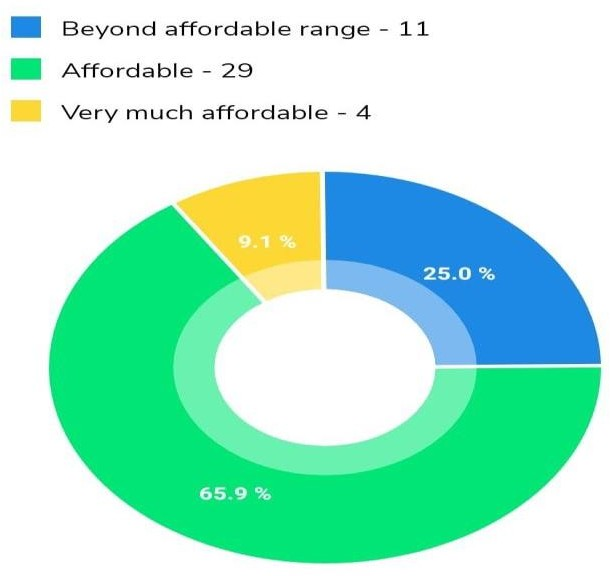 Beyond affordable range - 11
Affordable - 29
Very much affordable - 4
9.1 %
25.0 %
65.9 %